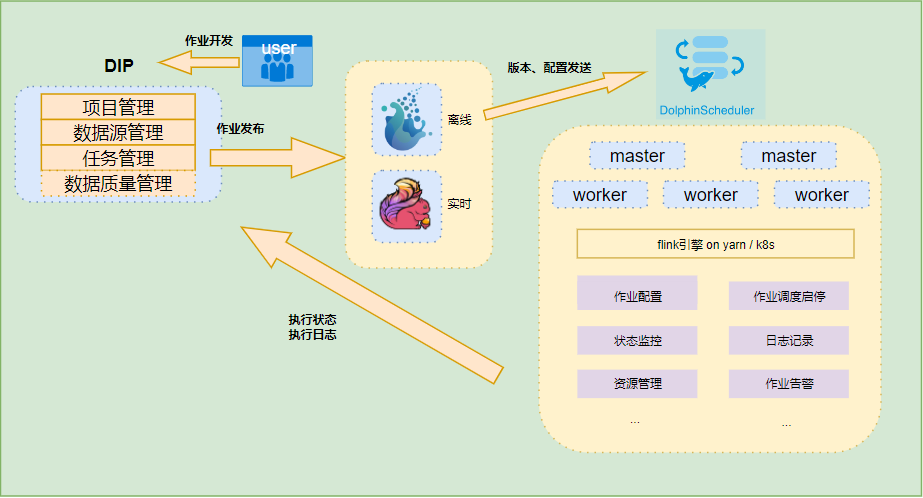 作业开发
user
DIP
项目管理
数据源管理
任务管理
数据质量管理
作业发布
离线
实时
版本、配置发送
DolphinScheduler
master
master
worker
worker
worker
flink引擎 on yarn / k8s
作业配置
作业调度启停
状态监控
日志记录
资源管理
作业告警
...
...
执行状态
执行日志